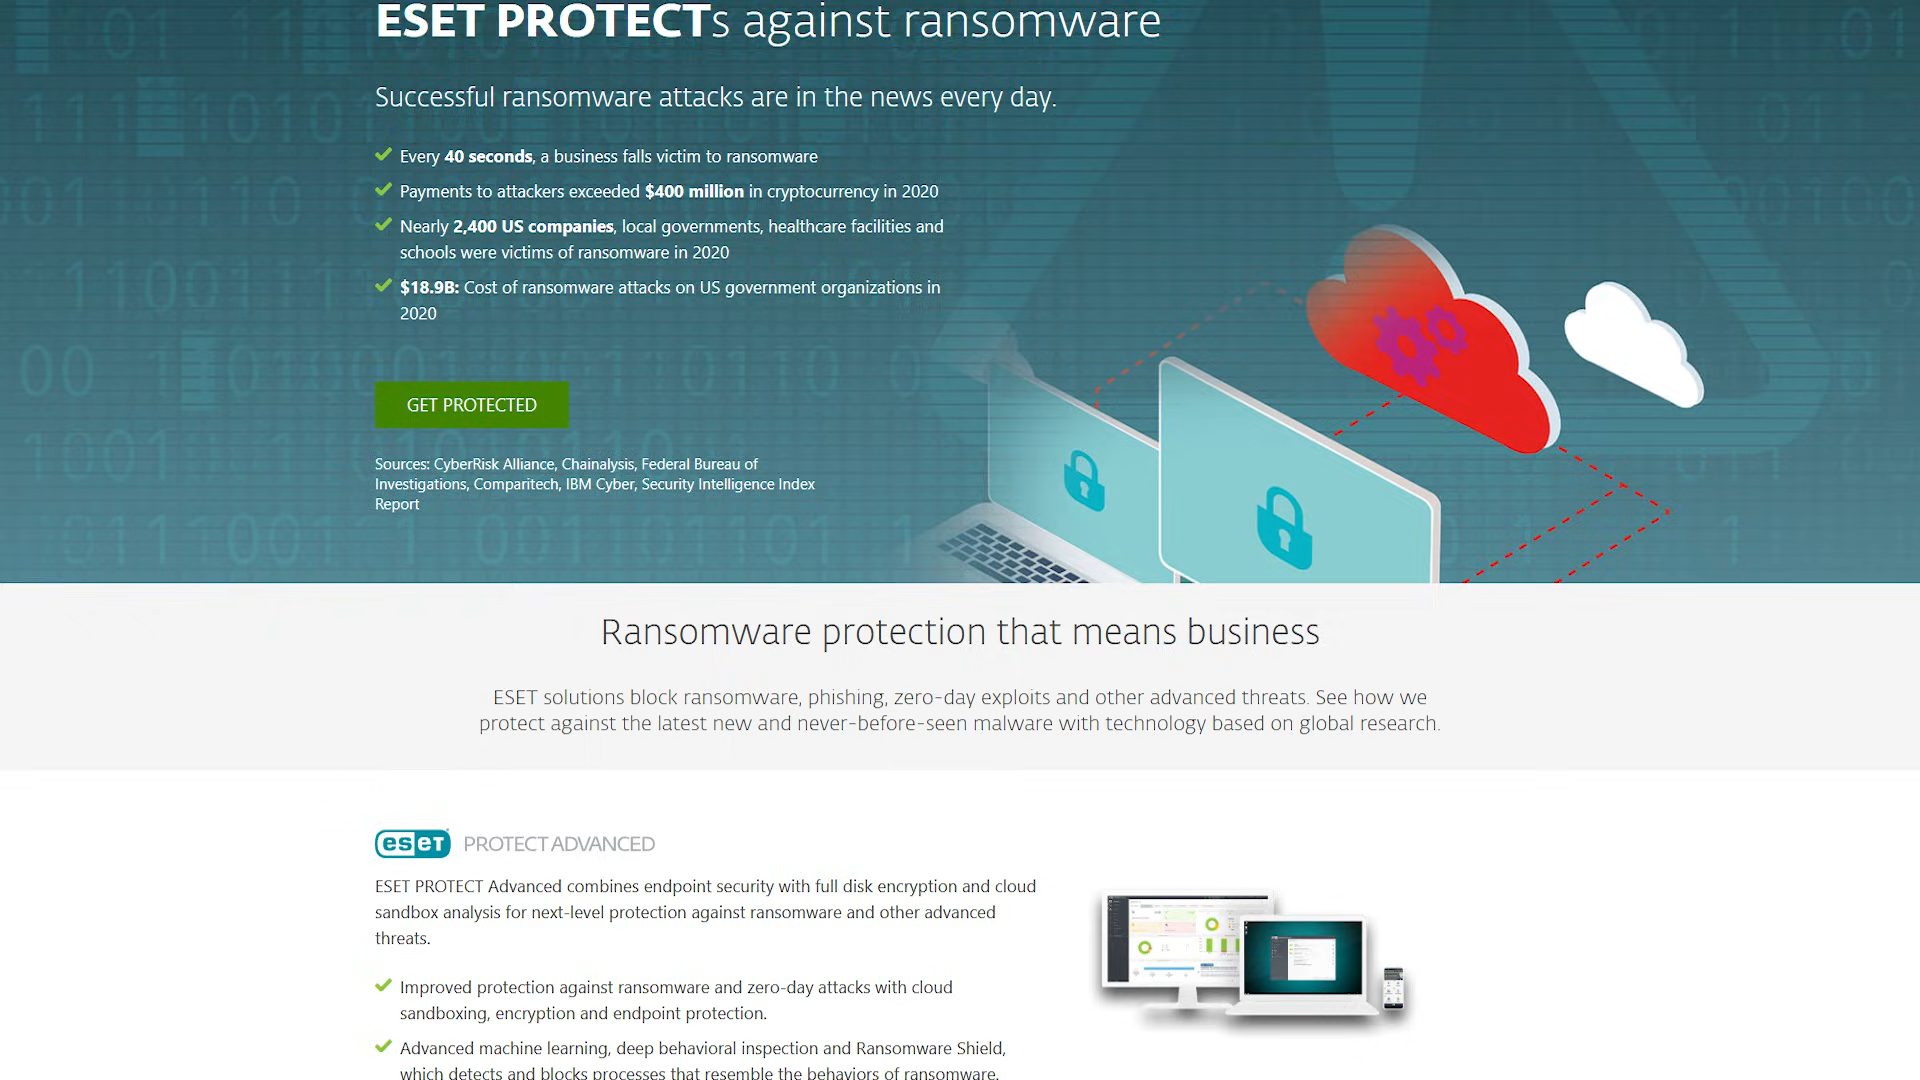 ESET PROTECTs against ransomware
Successful ransomware attacks are in the news every day.
Every 40 seconds, a business falls victim to ransomware
Payments to attackers exceeded $400 million in cryptocurrency in 2020
Nearly 2,400 US companies, local governments, healthcare facilities and
schools were victims of ransomware in 2020
$18.9B: Cost of ransomware attacks on US government organizations in
2020
GET PROTECTED
Sources: CyberRisk Alliance, Chainalysis, Federal Bureau of
Investigations, Comparitech, IBM Cyber, Security Intelligence Index
Report
Ransomware protection that means business
ESET solutions block ransomware, phishing, zero-day exploits and other advanced threats. See how we
protect against the latest new and never-before-seen malware with technology based on global research.
eset PROTECT ADVANCED
ESET PROTECT Advanced combines endpoint security with full disk encryption and cloud
sandbox analysis for next-level protection against ransomware and other advanced
threats.
Improved protection against ransomware and zero-day attacks with cloud
sandboxing, encryption and endpoint protection.
Advanced machine learning, deep behavioral inspection and Ransomware Shield,
which detects and blocks processes that resemble the behaviors of ransomware.